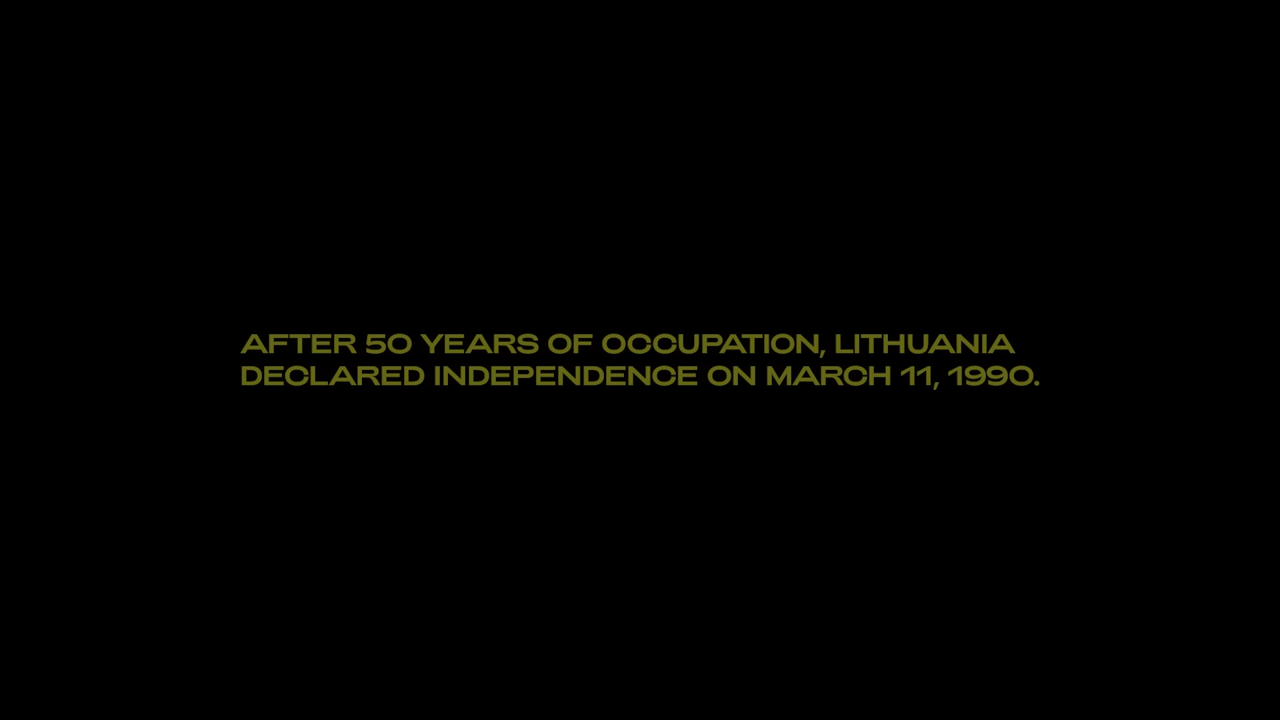 AFTER 50 YEARS OF OCCUPATION, LITHUANIA
DECLARED INDEPENDENCE ON MARCH 11, 1990.